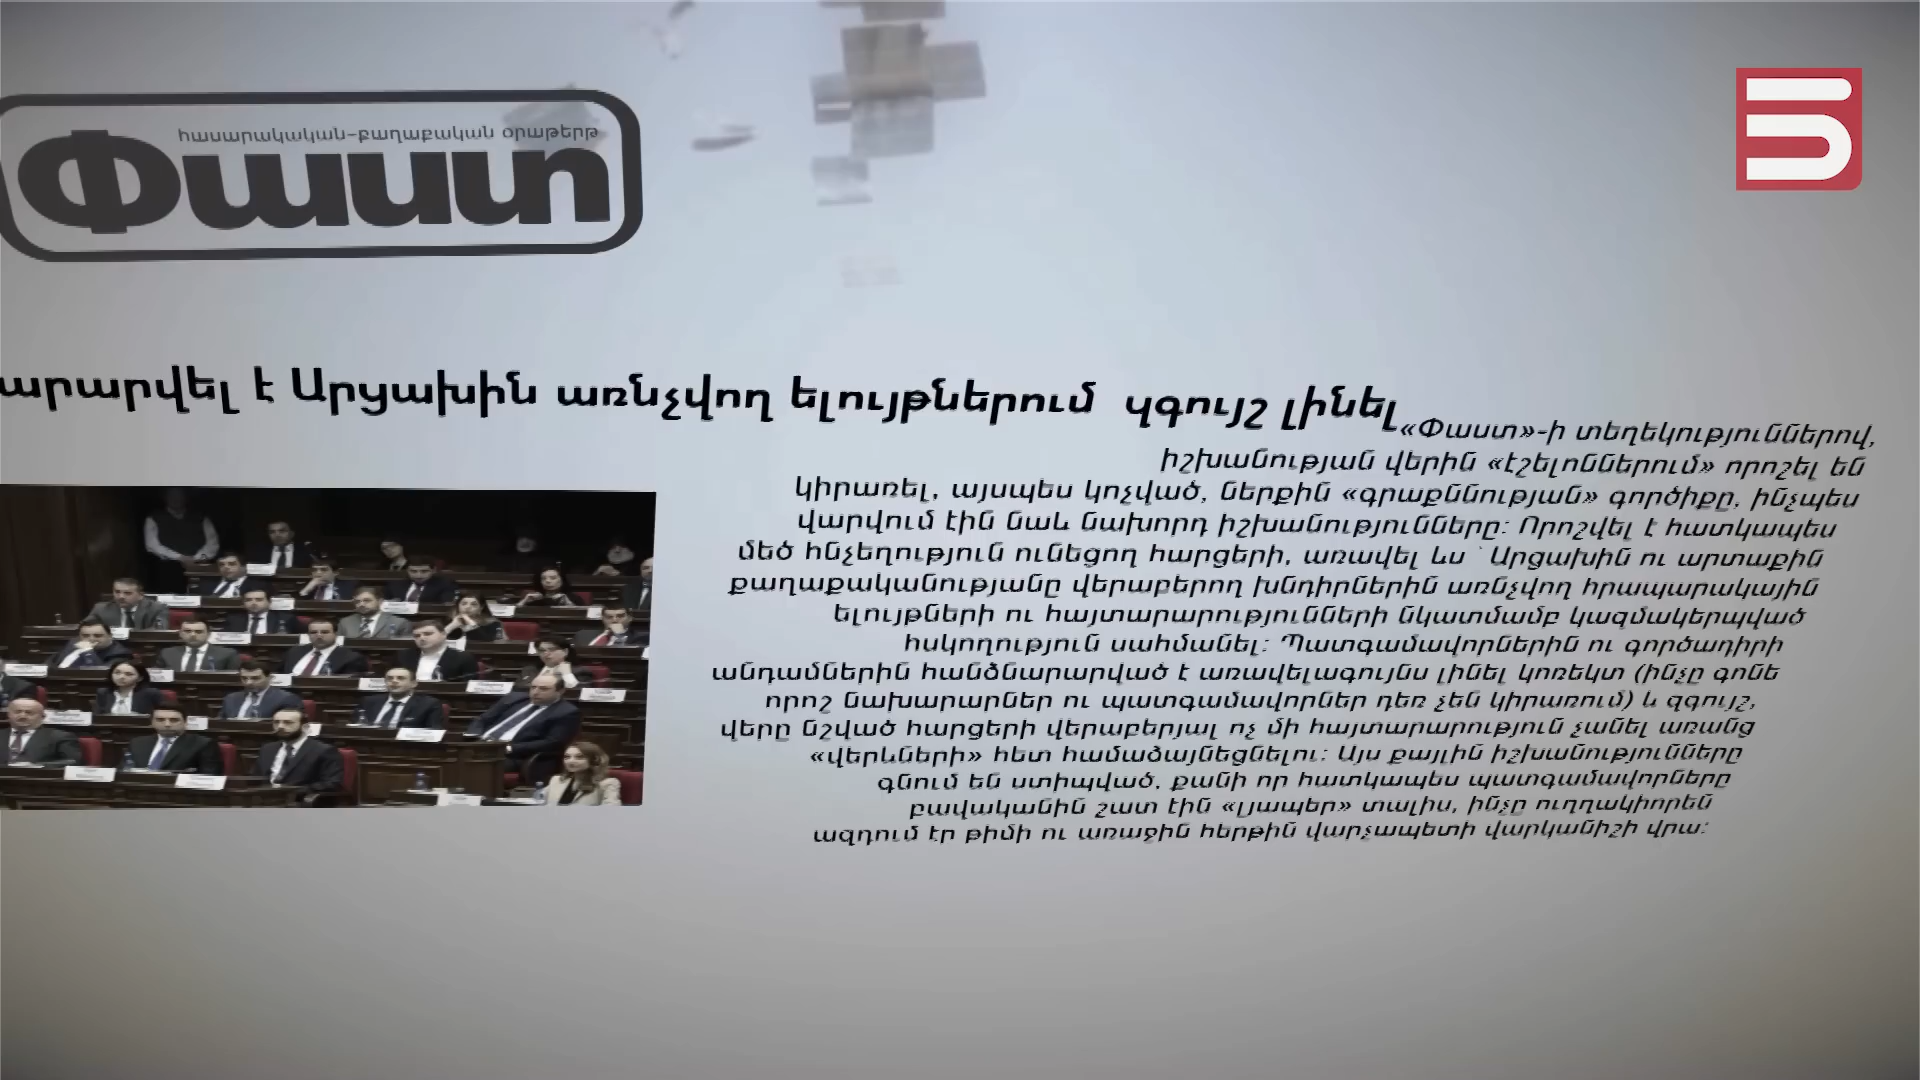 հասարակական-քաղաքական օրաթերթ
Փաստ
արարվել է Արցախին առնչվող ելույթներում զգույշ լինել
«Փաստ»-ի տեղեկություններով,
իշխանության վերին «էշելոններում» որոշել են
կիրառել, այսպես կոչված, ներքին «գրաքննության» գործիքը, ինչպես
վարվում էին նաև նախորդ իշխանությունները: Որոշվել է հատկապես
մեծ հնչեղություն ունեցող հարցերի, առավել ևս` Արցախին ու արտաքին
քաղաքականությանը վերաբերող խնդիրներին առնչվող հրապարակային
ելույթների ու հայտարարությունների նկատմամբ կազմակերպված
հսկողություն սահմանել: Պատգամավորներին ու գործադիրի
անդամներին հանձնարարված է առավելագույնս լինել կոռեկտ (ինչը գոնե
որոշ նախարարներ ու պատգամավորներ դեռ չեն կիրառում) և զգույշ,
վերը նշված հարցերի վերաբերյալ ոչ մի հայտարարություն չանել առանց
«վերևների» հետ համաձայնեցնելու: Այս քայլին իշխանությունները
գնում են ստիպված, քանի որ հատկապես պատգամավորները
բավականին շատ էին «լյապեր» տալիս, ինչը ուղղակիորեն
ազդում էր թիմի ու առաջին հերթին վարչապետի վարկանիշի վրա: